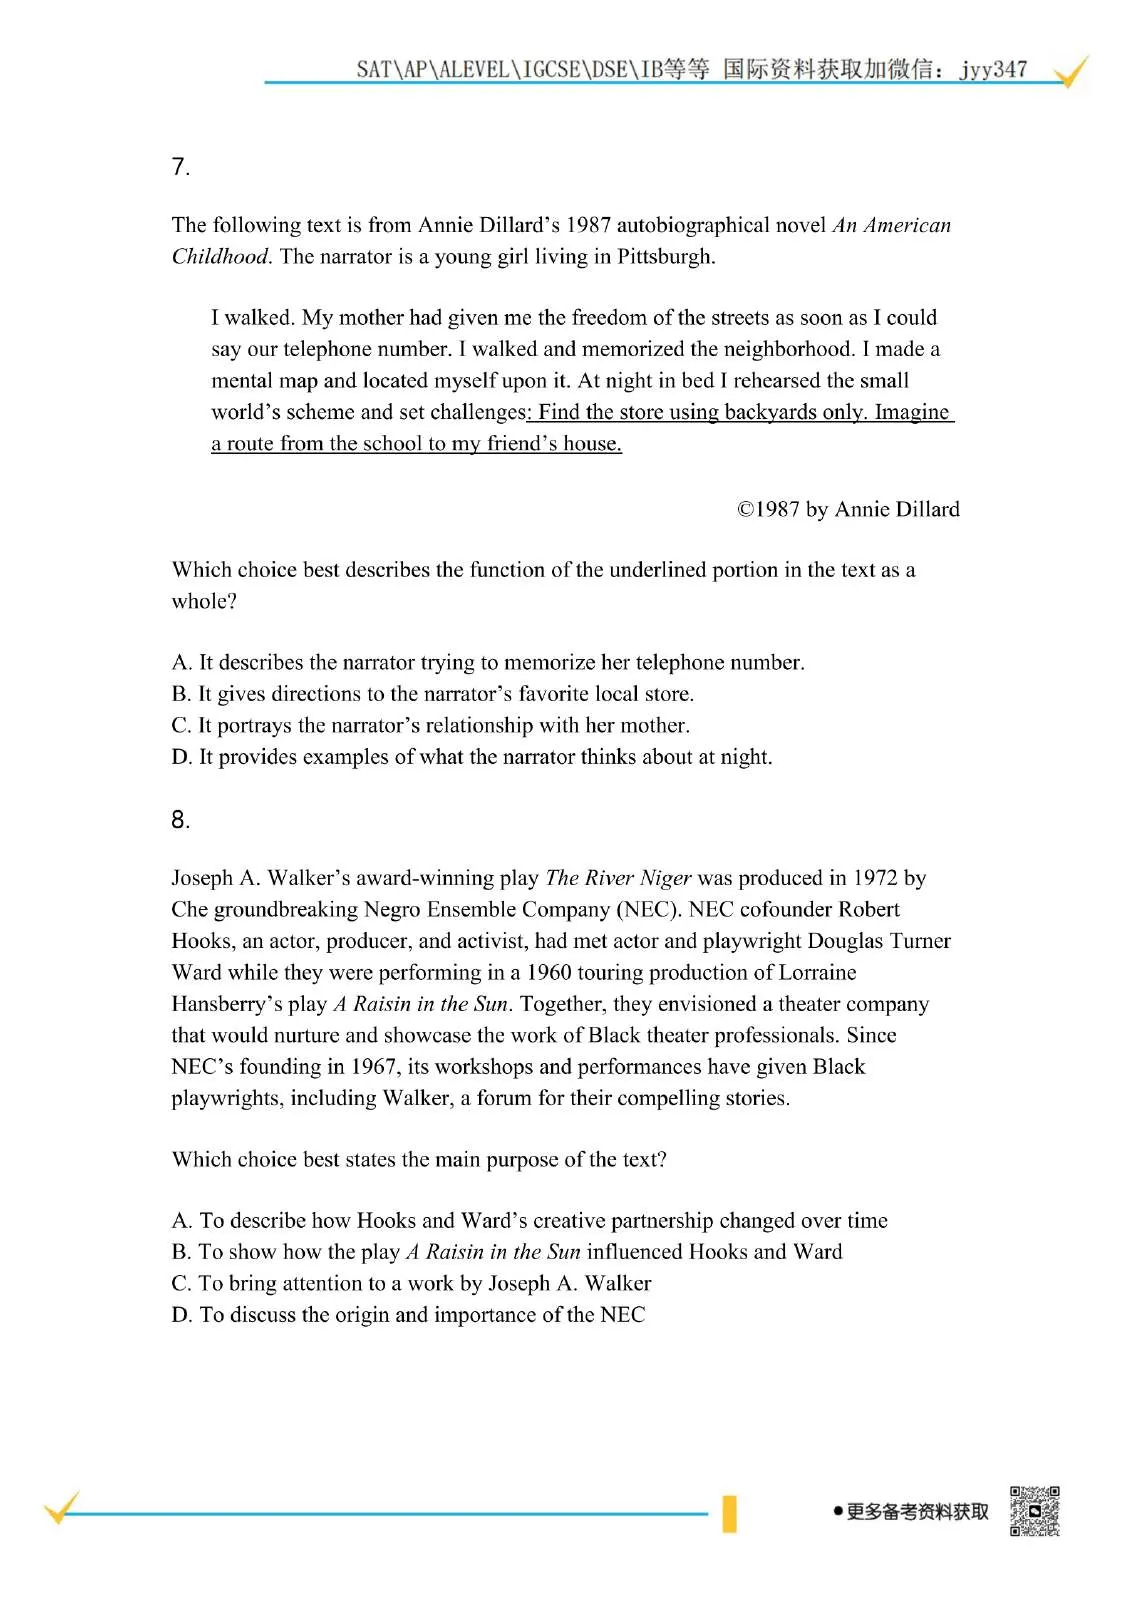 SAT\AP\ALEVEL\IGCSE\DSE\IB等等 国际资料获取加微信：jyy347
7.
The following text is from Annie Dillard’s 1987 autobiographical novel An American
Childhood. The narrator is a young girl living in Pittsburgh.
I walked. My mother had given me the freedom of the streets as soon as I could
say our telephone number. I walked and memorized the neighborhood. I made a
mental map and located myself upon it. At night in bed I rehearsed the small
world’s scheme and set challenges: Find the store using backyards only. Imagine
a route from the school to my friend’s house.
©1987 by Annie Dillard
Which choice best describes the function of the underlined portion in the text as a
whole?
A. It describes the narrator trying to memorize her telephone number.
B. It gives directions to the narrator’s favorite local store.
C. It portrays the narrator’s relationship with her mother.
D. It provides examples of what the narrator thinks about at night.
8.
Joseph A. Walker’s award-winning play The River Niger was produced in 1972 by
Che groundbreaking Negro Ensemble Company (NEC). NEC cofounder Robert
Hooks, an actor, producer, and activist, had met actor and playwright Douglas Turner
Ward while they were performing in a 1960 touring production of Lorraine
Hansberry’s play A Raisin in the Sun. Together, they envisioned a theater company
that would nurture and showcase the work of Black theater professionals. Since
NEC’s founding in 1967, its workshops and performances have given Black
playwrights, including Walker, a forum for their compelling stories.
Which choice best states the main purpose of the text?
A. To describe how Hooks and Ward’s creative partnership changed over time
B. To show how the play A Raisin in the Sun influenced Hooks and Ward
C. To bring attention to a work by Joseph A. Walker
D. To discuss the origin and importance of the NEC
●更多备考资料获取